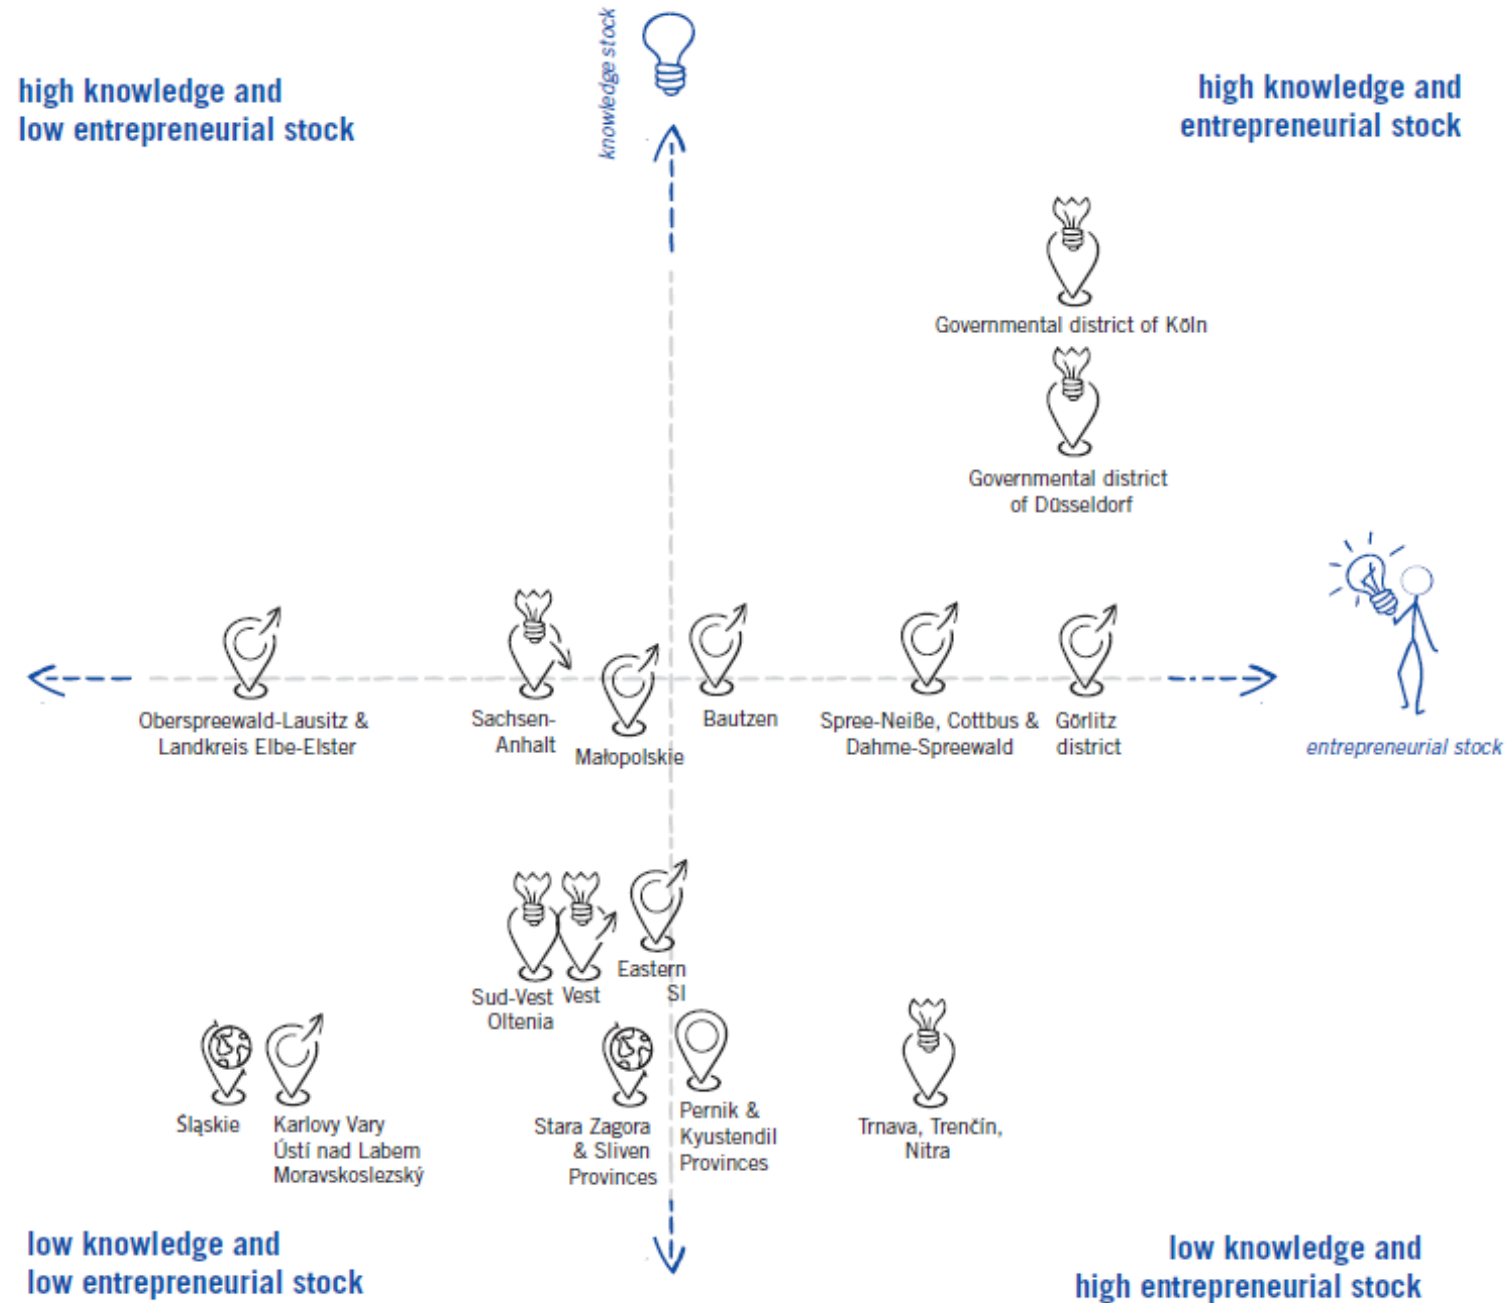 knowledge stock
high knowledge and
low entrepreneurial stock
high knowledge and
entrepreneurial stock
Governmental district of Köln
Governmental district
of Düsseldorf
Oberspreewald-Lausitz &
Landkreis Elbe-Elster
Sachsen-
Anhalt
Małopolskie
Bautzen
Spree-Neiße, Cottbus &
Dahme-Spreewald
Görlitz
district
entrepreneurial stock
Sud-Vest
Oltenia
Vest
Eastern
SI
Śląskie
Karlovy Vary
Ústí nad Labem
Moravskoslezský
Stara Zagora
& Sliven
Provinces
Pernik &
Kyustendil
Provinces
Trnava, Trenčín,
Nitra
low knowledge and
low entrepreneurial stock
low knowledge and
high entrepreneurial stock